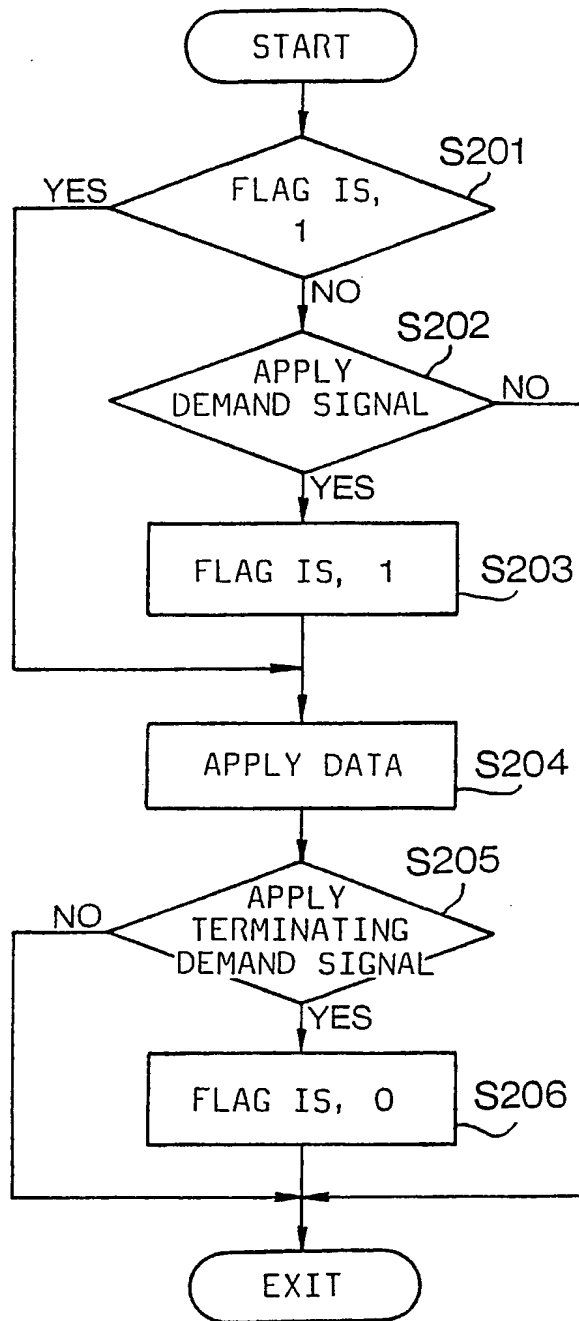 START
S201
YES
FLAG IS,
1
NO
S202
APPLY
DEMAND SIGNAL
NO
YES
FLAG IS, 1
S203
APPLY DATA
S204
S205
NO
APPLY
TERMINATING
DEMAND SIGNAL
YES
FLAG IS, 0
S206
EXIT